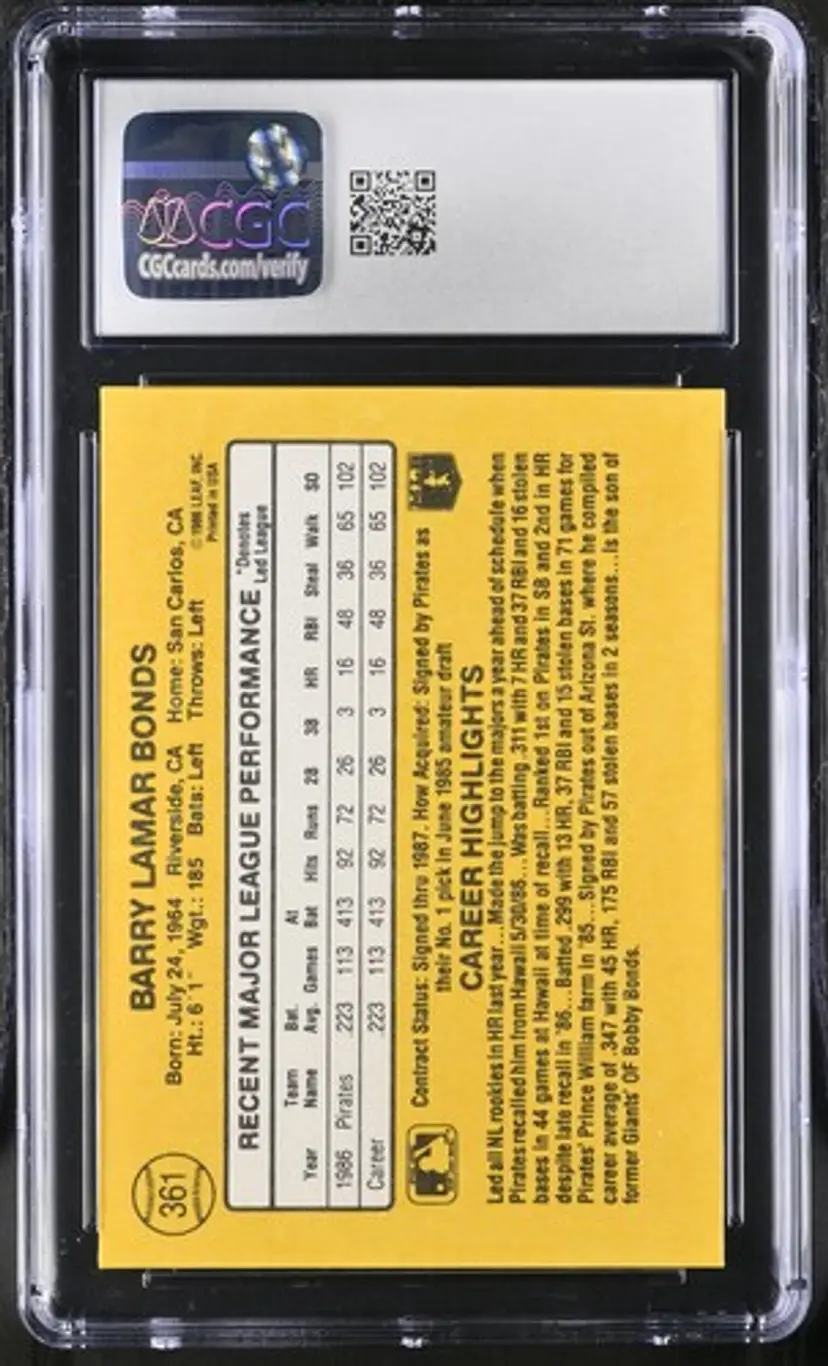 CGC
CGCcards.com/verify
361
BARRY LAMAR BONDS
Born: July 24, 1964 Riverside, CA Home: San Carlos, CA
Ht.: 6'1" Wgt.: 185 Bats: Left Throws: Left
© 1986 LEAF, INC.
Printed in USA
RECENT MAJOR LEAGUE PERFORMANCE
*Denotes
Led League
Year Team Name Bat. Avg. Games At Bat Hits Runs 2B 3B HR RBI Steal Walk SO
1986 Pirates .223 113 413 92 72 26 3 16 48 36 65 102
Career .223 113 413 92 72 26 3 16 48 36 65 102
Contract Status: Signed thru 1987. How Acquired: Signed by Pirates as
their No. 1 pick in June 1985 amateur draft
CAREER HIGHLIGHTS
Led all NL rookies in HR last year...Made the jump to the majors a year ahead of schedule when
Pirates recalled him from Hawaii 5/30/86...Was batting .311 with 7 HR and 37 RBI and 16 stolen
bases in 44 games at Hawaii at time of recall...Ranked 1st on Pirates in SB and 2nd in HR
despite late recall in '86...Batted .299 with 13 HR, 37 RBI and 15 stolen bases in 71 games for
Pirates' Prince William farm in '85...Signed by Pirates out of Arizona St. where he compiled
career average of .347 with 45 HR, 175 RBI and 57 stolen bases in 2 seasons...Is the son of
former Giants' OF Bobby Bonds.